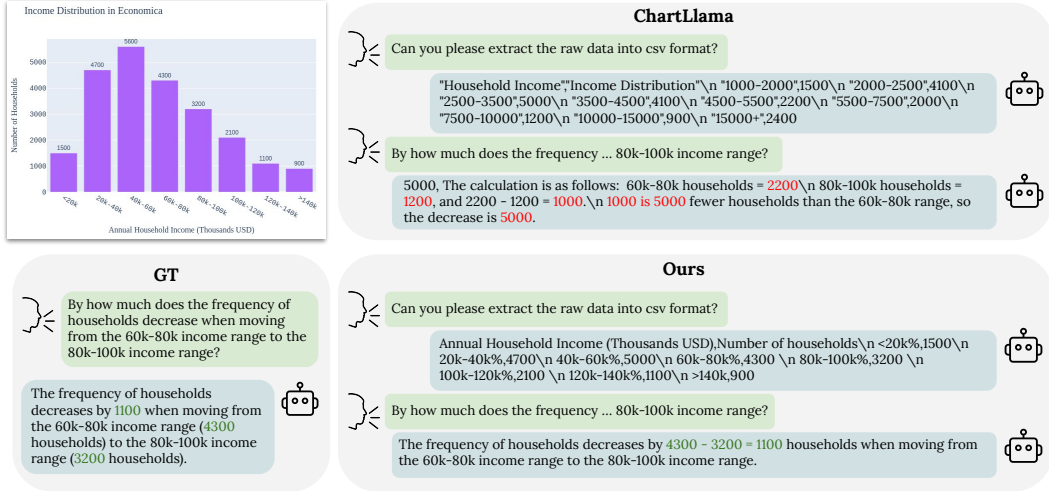 Income Distribution in Economica
Number of Households
5000
4000
3000
2000
1000
0
1500
4700
5600
4300
3200
2100
1100
900
<20k
20k-40k
40k-60k
60k-80k
80k-100k
100k-120k
120k-140k
>140k
Annual Household Income (Thousands USD)
ChartLlama
Can you please extract the raw data into csv format?
"Household Income","Income Distribution"\n "1000-2000",1500\n "2000-2500",4100\n
"2500-3500",5000\n "3500-4500",4100\n "4500-5500",2200\n "5500-7500",2000\n
"7500-10000",1200\n "10000-15000",900\n "15000+",2400
By how much does the frequency ... 80k-100k income range?
5000, The calculation is as follows: 60k-80k households = 2200\n 80k-100k households =
1200, and 2200 - 1200 = 1000.\n 1000 is 5000 fewer households than the 60k-80k range, so
the decrease is 5000.
GT
By how much does the frequency of
households decrease when moving
from the 60k-80k income range to the
80k-100k income range?
The frequency of households
decreases by 1100 when moving from
the 60k-80k income range (4300
households) to the 80k-100k income
range (3200 households).
Ours
Can you please extract the raw data into csv format?
Annual Household Income (Thousands USD),Number of households\n <20k%,1500\n
20k-40k%,4700\n 40k-60k%,5000\n 60k-80k%,4300 \n 80k-100k%,3200 \n
100k-120k%,2100 \n 120k-140k%,1100\n >140k,900
By how much does the frequency ... 80k-100k income range?
The frequency of households decreases by 4300 - 3200 = 1100 households when moving from
the 60k-80k income range to the 80k-100k income range.